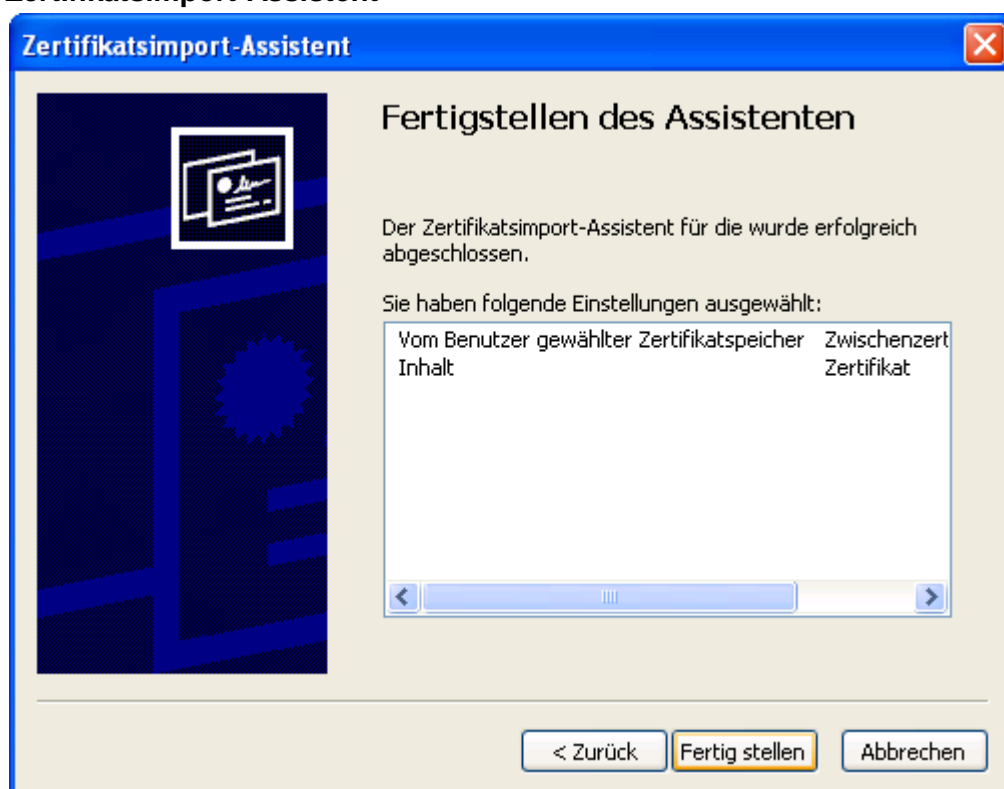 Zertifikatsimport-Assistent
Zertifikatsimport-Assistent
Fertigstellen des Assistenten
Der Zertifikatsimport-Assistent für die wurde erfolgreich
abgeschlossen.
Sie haben folgende Einstellungen ausgewählt:
Vom Benutzer gewählter Zertifikatspeicher Zwischenzert
Inhalt Zertifikat
< Zurück Fertig stellen Abbrechen